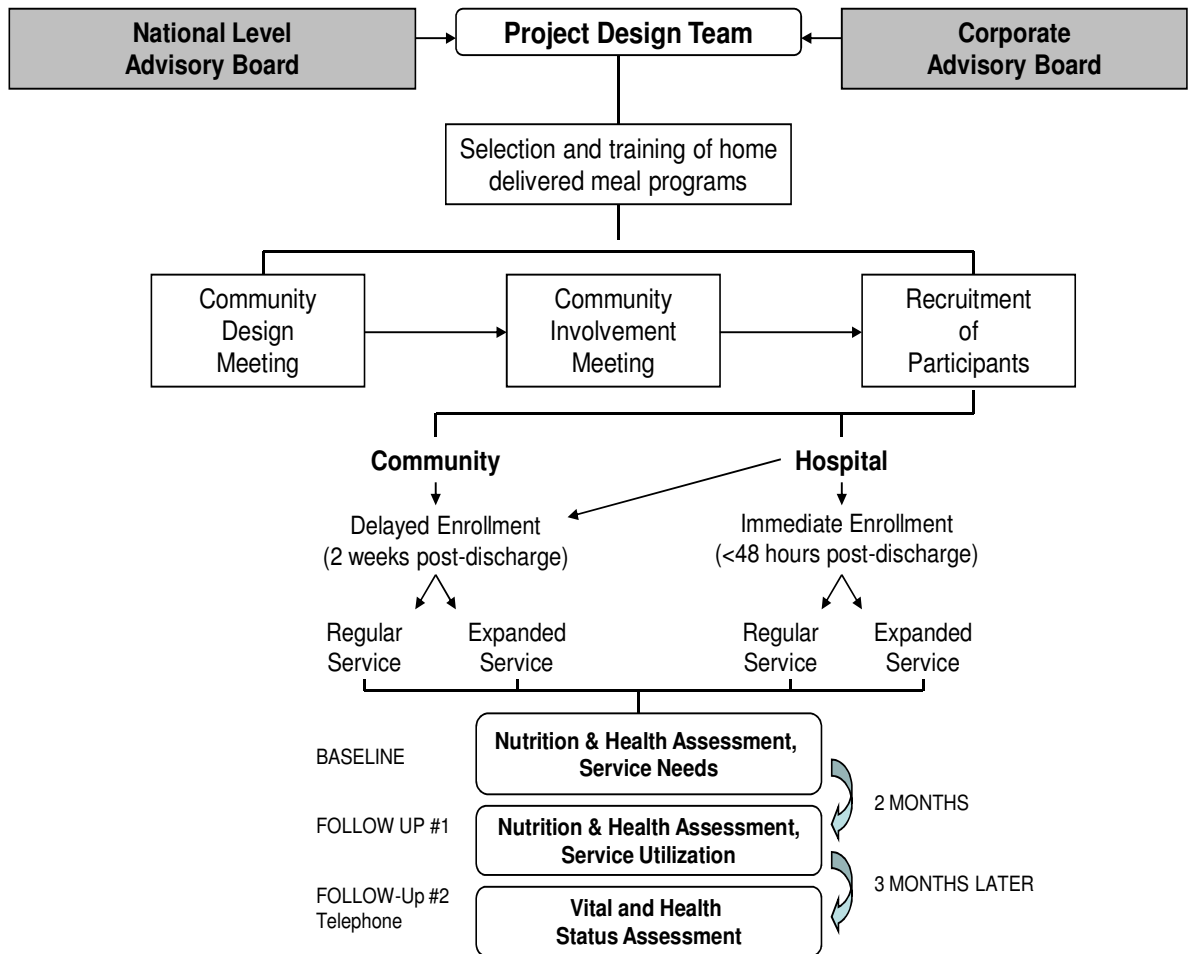 National Level
Advisory Board
Project Design Team
Corporate
Advisory Board
Selection and training of home
delivered meal programs
Community
Design
Meeting
Community
Involvement
Meeting
Recruitment
of
Participants
Community
Hospital
Delayed Enrollment
(2 weeks post-discharge)
Immediate Enrollment
(<48 hours post-discharge)
Regular
Service
Expanded
Service
Regular
Service
Expanded
Service
BASELINE
Nutrition & Health Assessment,
Service Needs
2 MONTHS
FOLLOW UP #1
Nutrition & Health Assessment,
Service Utilization
3 MONTHS LATER
FOLLOW-Up #2
Telephone
Vital and Health
Status Assessment